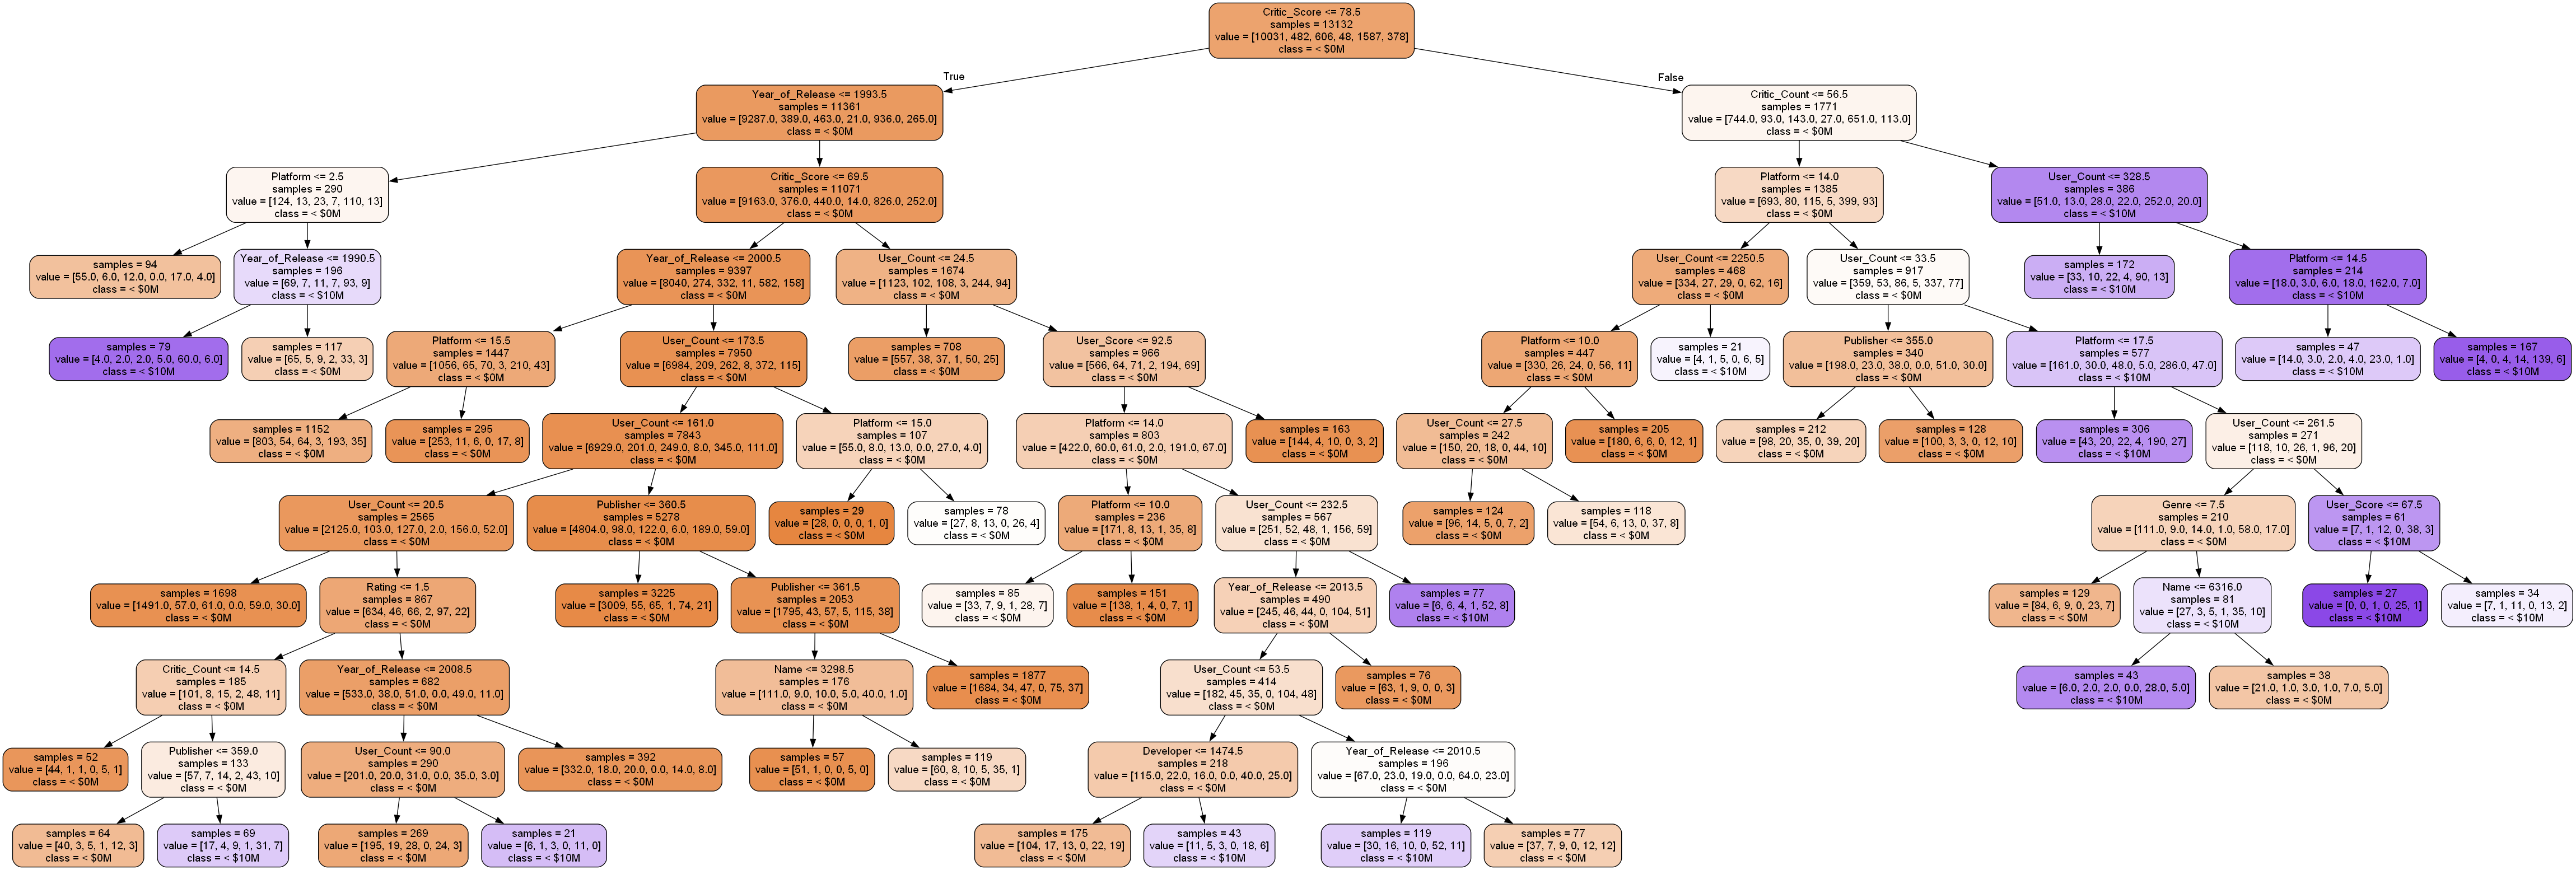 Critic_Score <= 78.5
samples = 13132
value = [10031, 482, 606, 48, 1587, 378]
class = < $0M
True
False
Year_of_Release <= 1993.5
samples = 11361
value = [9287.0, 389.0, 463.0, 21.0, 936.0, 265.0]
class = < $0M
Critic_Count <= 56.5
samples = 1771
value = [744.0, 93.0, 143.0, 27.0, 651.0, 113.0]
class = < $0M
Platform <= 2.5
samples = 290
value = [124, 13, 23, 7, 110, 13]
class = < $0M
Critic_Score <= 69.5
samples = 11071
value = [9163.0, 376.0, 440.0, 14.0, 826.0, 252.0]
class = < $0M
Platform <= 14.0
samples = 1385
value = [693, 80, 115, 5, 399, 93]
class = < $0M
User_Count <= 328.5
samples = 386
value = [51.0, 13.0, 28.0, 22.0, 252.0, 20.0]
class = < $10M
samples = 94
value = [55.0, 6.0, 12.0, 0.0, 17.0, 4.0]
class = < $0M
Year_of_Release <= 1990.5
samples = 196
value = [69, 7, 11, 7, 93, 9]
class = < $10M
Year_of_Release <= 2000.5
samples = 9397
value = [8040, 274, 332, 11, 582, 158]
class = < $0M
User_Count <= 24.5
samples = 1674
value = [1123, 102, 108, 3, 244, 94]
class = < $0M
User_Count <= 2250.5
samples = 468
value = [334, 27, 29, 0, 62, 16]
class = < $0M
User_Count <= 33.5
samples = 917
value = [359, 53, 86, 5, 337, 77]
class = < $0M
samples = 172
value = [33, 10, 22, 4, 90, 13]
class = < $10M
Platform <= 14.5
samples = 214
value = [18.0, 3.0, 6.0, 18.0, 162.0, 7.0]
class = < $10M
samples = 79
value = [4.0, 2.0, 2.0, 5.0, 60.0, 6.0]
class = < $10M
samples = 117
value = [65, 5, 9, 2, 33, 3]
class = < $0M
Platform <= 15.5
samples = 1447
value = [1056, 65, 70, 3, 210, 43]
class = < $0M
User_Count <= 173.5
samples = 7950
value = [6984, 209, 262, 8, 372, 115]
class = < $0M
samples = 708
value = [557, 38, 37, 1, 50, 25]
class = < $0M
User_Score <= 92.5
samples = 966
value = [566, 64, 71, 2, 194, 69]
class = < $0M
Platform <= 10.0
samples = 447
value = [330, 26, 24, 0, 56, 11]
class = < $0M
samples = 21
value = [4, 1, 5, 0, 6, 5]
class = < $10M
Publisher <= 355.0
samples = 340
value = [198.0, 23.0, 38.0, 0.0, 51.0, 30.0]
class = < $0M
Platform <= 17.5
samples = 577
value = [161.0, 30.0, 48.0, 5.0, 286.0, 47.0]
class = < $10M
samples = 47
value = [14.0, 3.0, 2.0, 4.0, 23.0, 1.0]
class = < $10M
samples = 167
value = [4, 0, 4, 14, 139, 6]
class = < $10M
samples = 1152
value = [803, 54, 64, 3, 193, 35]
class = < $0M
samples = 295
value = [253, 11, 6, 0, 17, 8]
class = < $0M
User_Count <= 161.0
samples = 7843
value = [6929.0, 201.0, 249.0, 8.0, 345.0, 111.0]
class = < $0M
Platform <= 15.0
samples = 107
value = [55.0, 8.0, 13.0, 0.0, 27.0, 4.0]
class = < $0M
Platform <= 14.0
samples = 803
value = [422.0, 60.0, 61.0, 2.0, 191.0, 67.0]
class = < $0M
samples = 163
value = [144, 4, 10, 0, 3, 2]
class = < $0M
User_Count <= 27.5
samples = 242
value = [150, 20, 18, 0, 44, 10]
class = < $0M
samples = 205
value = [180, 6, 6, 0, 12, 1]
class = < $0M
samples = 212
value = [98, 20, 35, 0, 39, 20]
class = < $0M
samples = 128
value = [100, 3, 3, 0, 12, 10]
class = < $0M
samples = 306
value = [43, 20, 22, 4, 190, 27]
class = < $10M
User_Count <= 261.5
samples = 271
value = [118, 10, 26, 1, 96, 20]
class = < $0M
User_Count <= 20.5
samples = 2565
value = [2125.0, 103.0, 127.0, 2.0, 156.0, 52.0]
class = < $0M
Publisher <= 360.5
samples = 5278
value = [4804.0, 98.0, 122.0, 6.0, 189.0, 59.0]
class = < $0M
samples = 29
value = [28, 0, 0, 0, 1, 0]
class = < $0M
samples = 78
value = [27, 8, 13, 0, 26, 4]
class = < $0M
Platform <= 10.0
samples = 236
value = [171, 8, 13, 1, 35, 8]
class = < $0M
User_Count <= 232.5
samples = 567
value = [251, 52, 48, 1, 156, 59]
class = < $0M
samples = 124
value = [96, 14, 5, 0, 7, 2]
class = < $0M
samples = 118
value = [54, 6, 13, 0, 37, 8]
class = < $0M
Genre <= 7.5
samples = 210
value = [111.0, 9.0, 14.0, 1.0, 58.0, 17.0]
class = < $0M
User_Score <= 67.5
samples = 61
value = [7, 1, 12, 0, 38, 3]
class = < $10M
samples = 1698
value = [1491.0, 57.0, 61.0, 0.0, 59.0, 30.0]
class = < $0M
Rating <= 1.5
samples = 867
value = [634, 46, 66, 2, 97, 22]
class = < $0M
samples = 3225
value = [3009, 55, 65, 1, 74, 21]
class = < $0M
Publisher <= 361.5
samples = 2053
value = [1795, 43, 57, 5, 115, 38]
class = < $0M
samples = 85
value = [33, 7, 9, 1, 28, 7]
class = < $0M
samples = 151
value = [138, 1, 4, 0, 7, 1]
class = < $0M
Year_of_Release <= 2013.5
samples = 490
value = [245, 46, 44, 0, 104, 51]
class = < $0M
samples = 77
value = [6, 6, 4, 1, 52, 8]
class = < $10M
samples = 129
value = [84, 6, 9, 0, 23, 7]
class = < $0M
Name <= 6316.0
samples = 81
value = [27, 3, 5, 1, 35, 10]
class = < $10M
samples = 27
value = [0, 0, 1, 0, 25, 1]
class = < $10M
samples = 34
value = [7, 1, 11, 0, 13, 2]
class = < $10M
Critic_Count <= 14.5
samples = 185
value = [101, 8, 15, 2, 48, 11]
class = < $0M
Year_of_Release <= 2008.5
samples = 682
value = [533.0, 38.0, 51.0, 0.0, 49.0, 11.0]
class = < $0M
Name <= 3298.5
samples = 176
value = [111.0, 9.0, 10.0, 5.0, 40.0, 1.0]
class = < $0M
samples = 1877
value = [1684, 34, 47, 0, 75, 37]
class = < $0M
User_Count <= 53.5
samples = 414
value = [182, 45, 35, 0, 104, 48]
class = < $0M
samples = 76
value = [63, 1, 9, 0, 0, 3]
class = < $0M
samples = 43
value = [6.0, 2.0, 2.0, 0.0, 28.0, 5.0]
class = < $10M
samples = 38
value = [21.0, 1.0, 3.0, 1.0, 7.0, 5.0]
class = < $0M
samples = 52
value = [44, 1, 1, 0, 5, 1]
class = < $0M
Publisher <= 359.0
samples = 133
value = [57, 7, 14, 2, 43, 10]
class = < $0M
User_Count <= 90.0
samples = 290
value = [201.0, 20.0, 31.0, 0.0, 35.0, 3.0]
class = < $0M
samples = 392
value = [332.0, 18.0, 20.0, 0.0, 14.0, 8.0]
class = < $0M
samples = 57
value = [51, 1, 0, 0, 5, 0]
class = < $0M
samples = 119
value = [60, 8, 10, 5, 35, 1]
class = < $0M
Developer <= 1474.5
samples = 218
value = [115.0, 22.0, 16.0, 0.0, 40.0, 25.0]
class = < $0M
Year_of_Release <= 2010.5
samples = 196
value = [67.0, 23.0, 19.0, 0.0, 64.0, 23.0]
class = < $0M
samples = 64
value = [40, 3, 5, 1, 12, 3]
class = < $0M
samples = 69
value = [17, 4, 9, 1, 31, 7]
class = < $10M
samples = 269
value = [195, 19, 28, 0, 24, 3]
class = < $0M
samples = 21
value = [6, 1, 3, 0, 11, 0]
class = < $10M
samples = 175
value = [104, 17, 13, 0, 22, 19]
class = < $0M
samples = 43
value = [11, 5, 3, 0, 18, 6]
class = < $10M
samples = 119
value = [30, 16, 10, 0, 52, 11]
class = < $10M
samples = 77
value = [37, 7, 9, 0, 12, 12]
class = < $0M